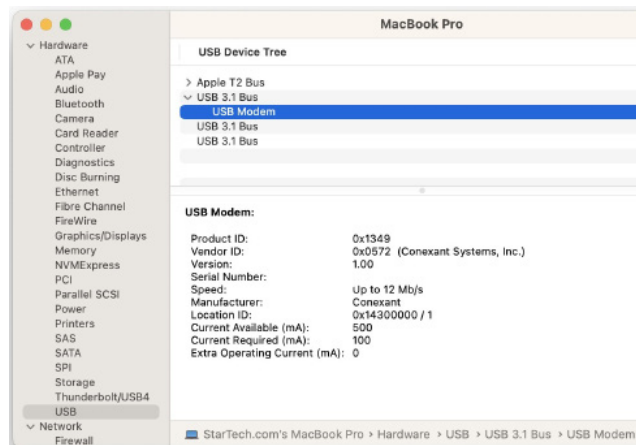 MacBook Pro
Hardware
ATA
Apple Pay
Audio
Bluetooth
Camera
Card Reader
Controller
Diagnostics
Disc Burning
Ethernet
Fibre Channel
FireWire
Graphics/Displays
Memory
NVMExpress
PCI
Parallel SCSI
Power
Printers
SAS
SATA
SPI
Storage
Thunderbolt/USB4
USB
Network
Firewall
USB Device Tree
Apple T2 Bus
USB 3.1 Bus
USB Modem
USB 3.1 Bus
USB 3.1 Bus
USB Modem:
Product ID: 0x1349
Vendor ID: 0x0572 (Conexant Systems, Inc.)
Version: 1.00
Serial Number:
Speed: Up to 12 Mb/s
Manufacturer: Conexant
Location ID: 0x14300000 / 1
Current Available (mA): 500
Current Required (mA): 100
Extra Operating Current (mA): 0
StarTech.com's MacBook Pro › Hardware › USB › USB 3.1 Bus › USB Modem